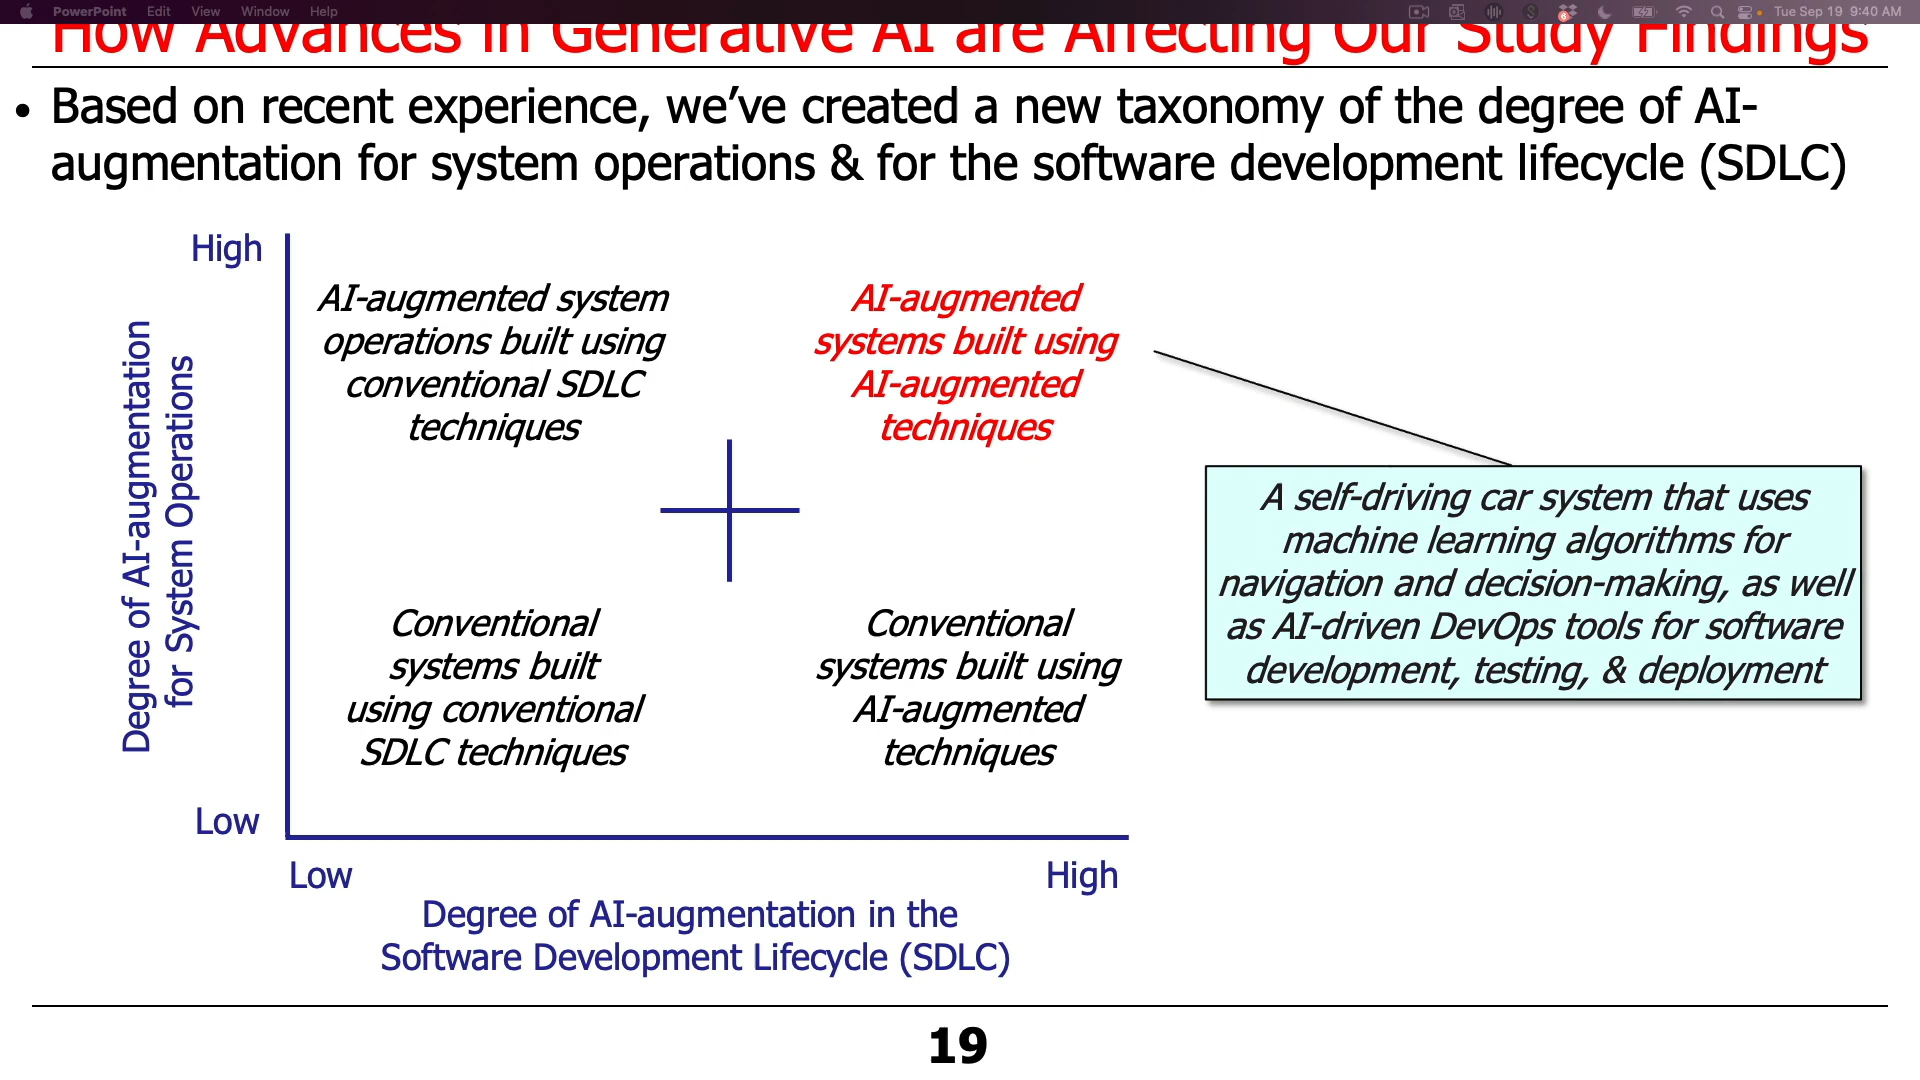 PowerPoint Edit View Window Help
Tue Sep 19 9:40 AM
How Advances in Generative AI are Affecting Our Study Findings
• Based on recent experience, we’ve created a new taxonomy of the degree of AI-
augmentation for system operations & for the software development lifecycle (SDLC)
High
Degree of AI-augmentation
for System Operations
AI-augmented system
operations built using
conventional SDLC
techniques
AI-augmented
systems built using
AI-augmented
techniques
A self-driving car system that uses
machine learning algorithms for
navigation and decision-making, as well
as AI-driven DevOps tools for software
development, testing, & deployment
Conventional
systems built
using conventional
SDLC techniques
Conventional
systems built using
AI-augmented
techniques
Low
Low
High
Degree of AI-augmentation in the
Software Development Lifecycle (SDLC)
19